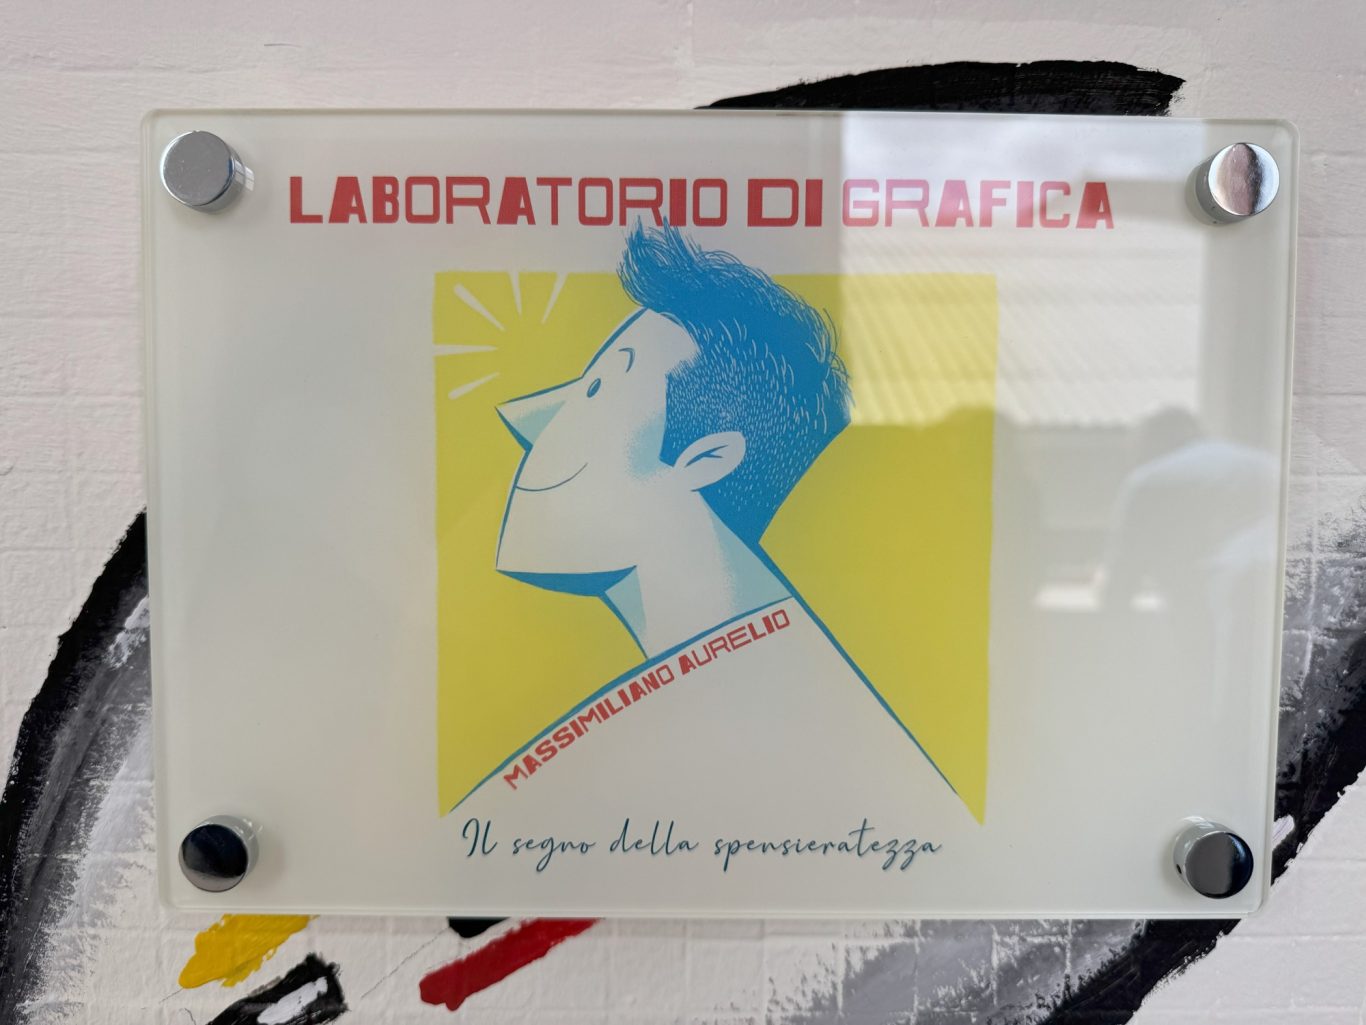 LABORATORIO DI GRAFICA
MASSIMILIANO AURELIO
Il segno della spensieratezza